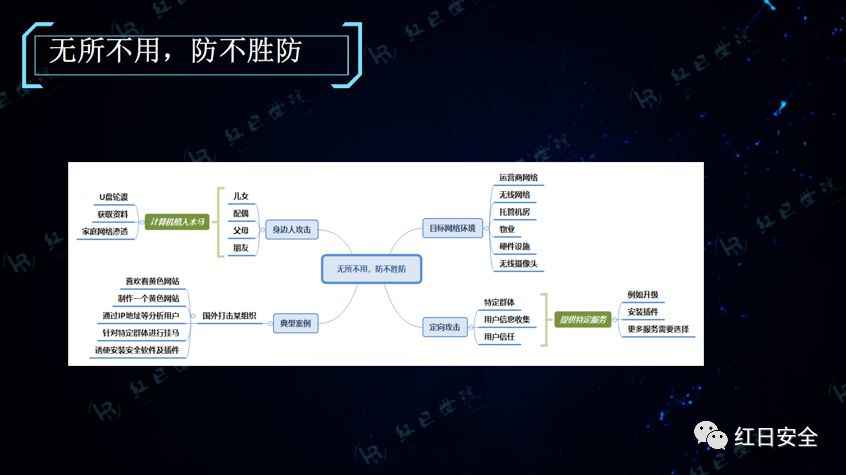 无所不用，防不胜防
U盘轮渡
获取资料
家庭网络渗透
计算机植入木马
儿女
配偶
父母
朋友
身边人攻击
喜欢看黄色网站
制作一个黄色网站
通过IP地址等分析用户
针对特定群体进行挂马
诱使安装安全软件及插件
国外打击某组织
典型案例
无所不用，防不胜防
目标网络环境
运营商网络
无线网络
托管机房
物业
硬件设施
无线摄像头
定向攻击
特定群体
用户信息收集
用户信任
提供特定服务
例如升级
安装插件
更多服务需要选择
红日学院
红日安全